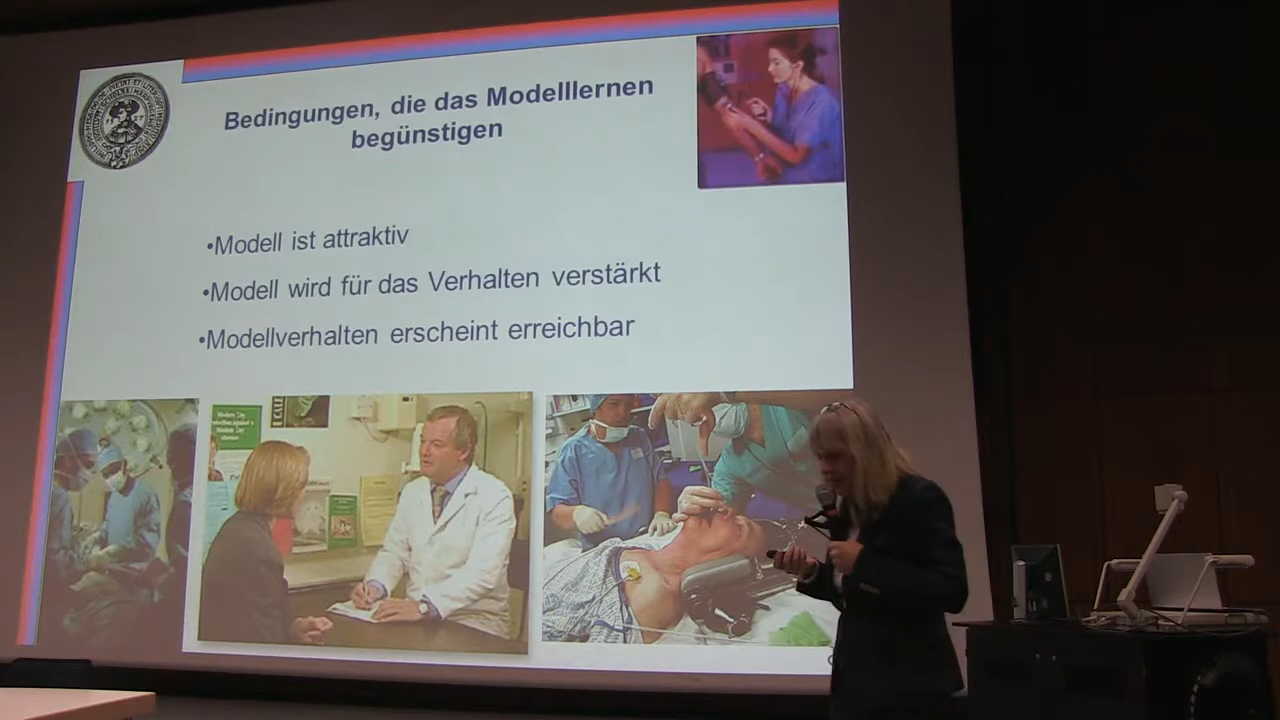 Bedingungen, die das Modelllernen
begünstigen
•Modell ist attraktiv
•Modell wird für das Verhalten verstärkt
•Modellverhalten erscheint erreichbar